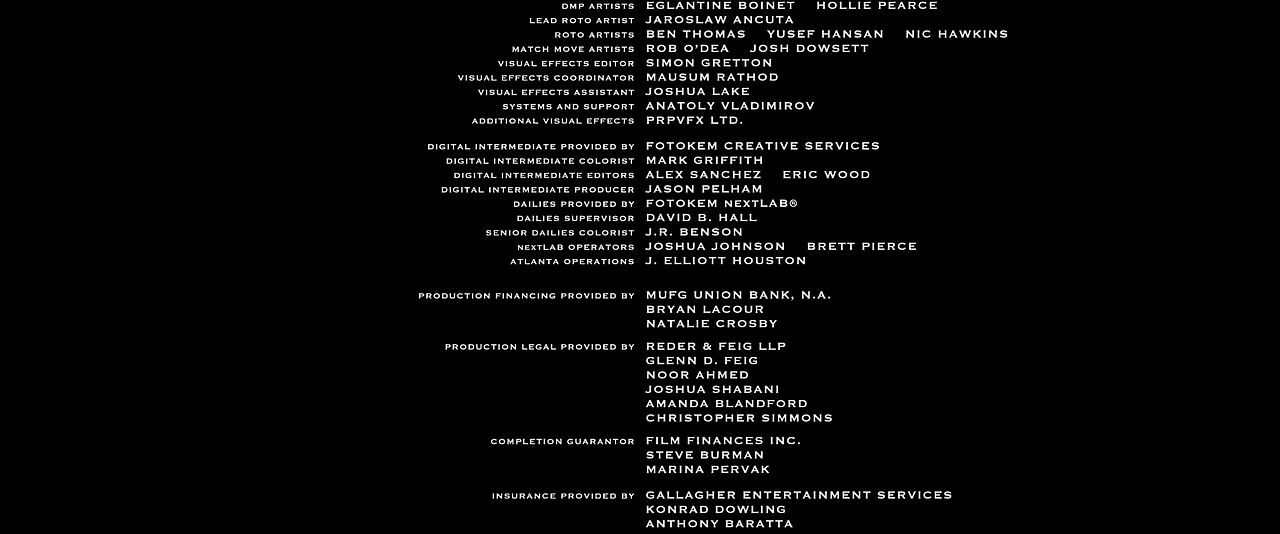 DMP ARTISTS EGLANTINE BOINET HOLLIE PEARCE
LEAD ROTO ARTIST JAROSLAW ANCUTA
ROTO ARTISTS BEN THOMAS YUSEF HANSAN NIC HAWKINS
MATCH MOVE ARTISTS ROB O'DEA JOSH DOWSETT
VISUAL EFFECTS EDITOR SIMON GRETTON
VISUAL EFFECTS COORDINATOR MAUSUM RATHOD
VISUAL EFFECTS ASSISTANT JOSHUA LAKE
SYSTEMS AND SUPPORT ANATOLY VLADIMIROV
ADDITIONAL VISUAL EFFECTS PRPVFX LTD.
DIGITAL INTERMEDIATE PROVIDED BY FOTOKEM CREATIVE SERVICES
DIGITAL INTERMEDIATE COLORIST MARK GRIFFITH
DIGITAL INTERMEDIATE EDITORS ALEX SANCHEZ ERIC WOOD
DIGITAL INTERMEDIATE PRODUCER JASON PELHAM
DAILIES PROVIDED BY FOTOKEM NEXTLAB®
DAILIES SUPERVISOR DAVID B. HALL
SENIOR DAILIES COLORIST J.R. BENSON
NEXTLAB OPERATORS JOSHUA JOHNSON BRETT PIERCE
ATLANTA OPERATIONS J. ELLIOTT HOUSTON
PRODUCTION FINANCING PROVIDED BY MUFG UNION BANK, N.A.
BRYAN LACOUR
NATALIE CROSBY
PRODUCTION LEGAL PROVIDED BY REDER & FEIG LLP
GLENN D. FEIG
NOOR AHMED
JOSHUA SHABANI
AMANDA BLANDFORD
CHRISTOPHER SIMMONS
COMPLETION GUARANTOR FILM FINANCES INC.
STEVE BURMAN
MARINA PERVAK
INSURANCE PROVIDED BY GALLAGHER ENTERTAINMENT SERVICES
KONRAD DOWLING
ANTHONY BARATTA